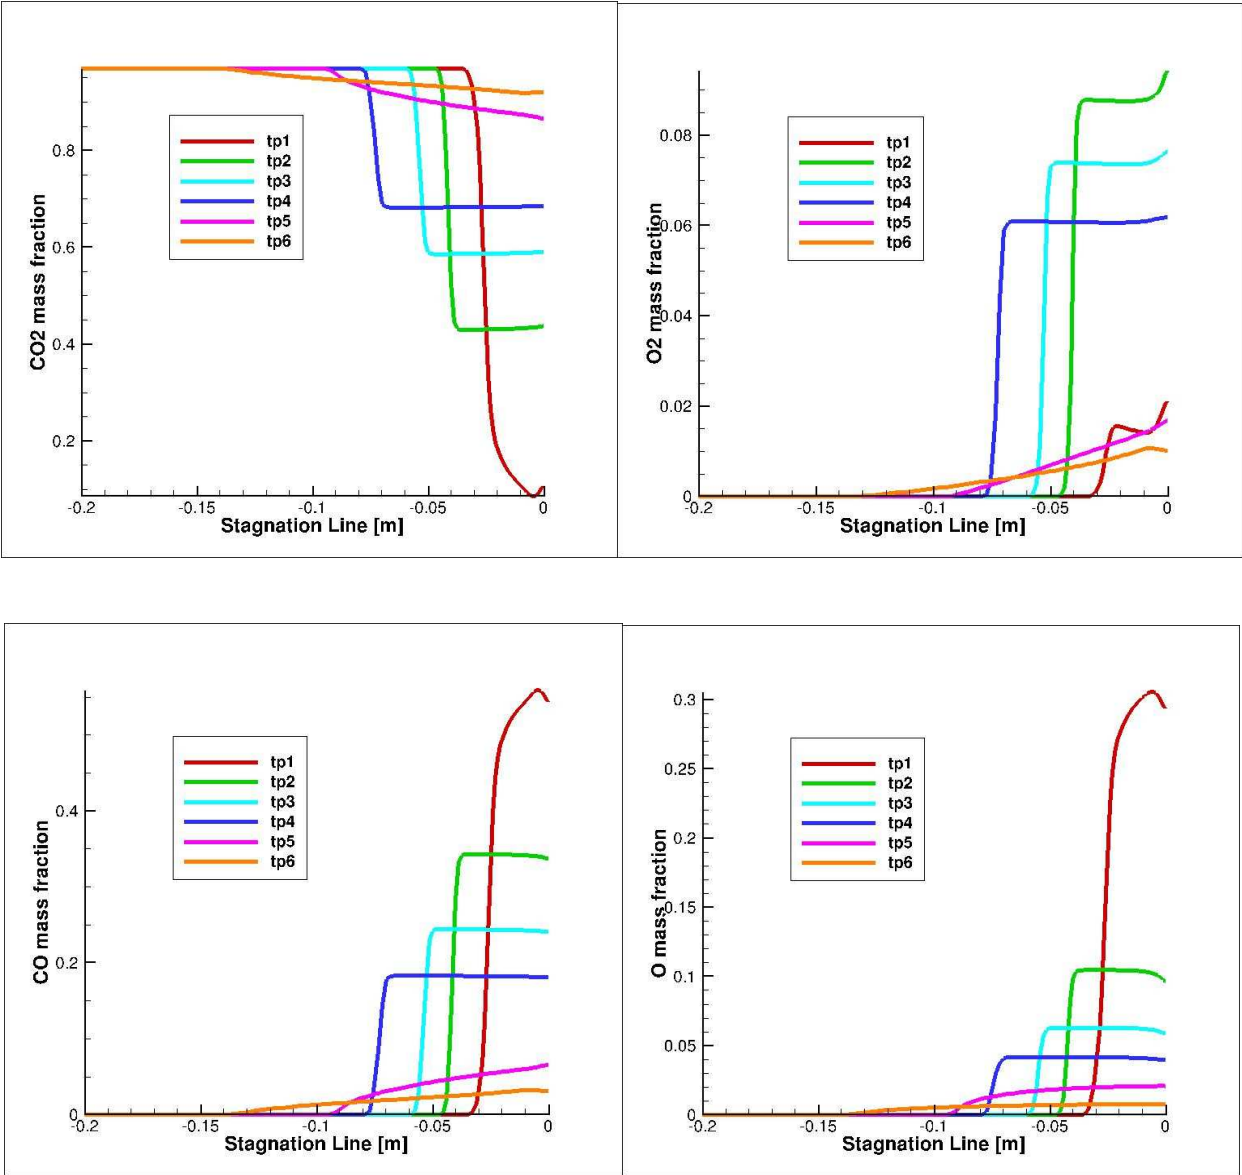 CO2 mass fraction
0.8
0.6
0.4
0.2
tp1
tp2
tp3
tp4
tp5
tp6
-0.2
-0.15
-0.1
-0.05
0
Stagnation Line [m]
O2 mass fraction
0.08
0.06
0.04
0.02
0
tp1
tp2
tp3
tp4
tp5
tp6
-0.2
-0.15
-0.1
-0.05
0
Stagnation Line [m]
CO mass fraction
0.4
0.2
0
tp1
tp2
tp3
tp4
tp5
tp6
-0.2
-0.15
-0.1
-0.05
0
Stagnation Line [m]
O mass fraction
0.3
0.25
0.2
0.15
0.1
0.05
0
tp1
tp2
tp3
tp4
tp5
tp6
-0.2
-0.15
-0.1
-0.05
0
Stagnation Line [m]